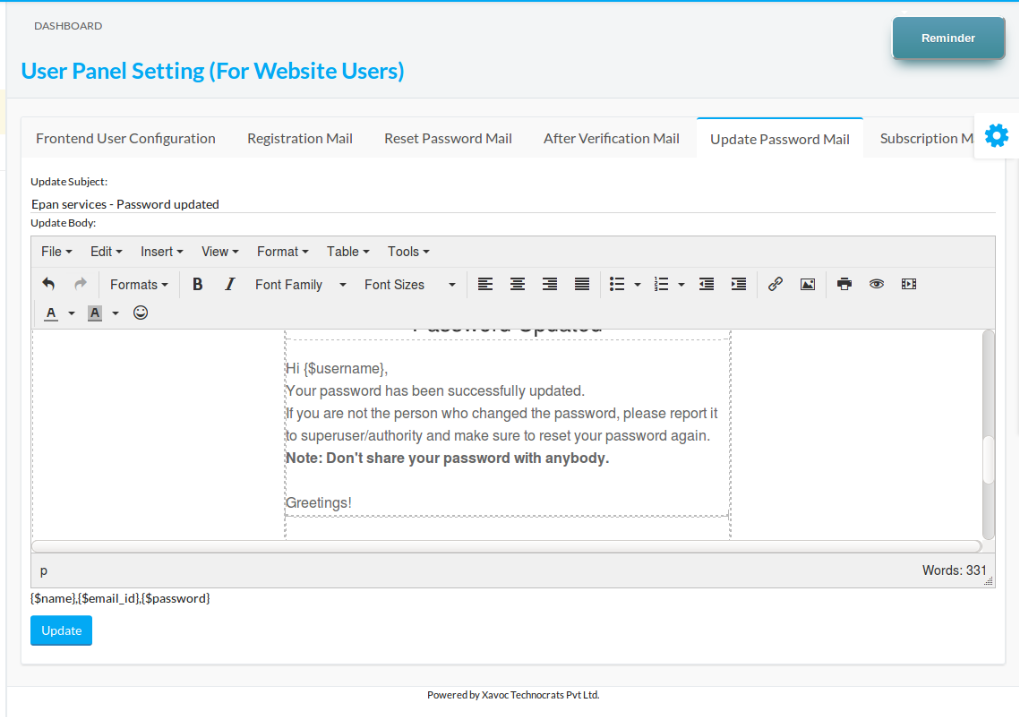 DASHBOARD
Reminder
User Panel Setting (For Website Users)
Frontend User Configuration Registration Mail Reset Password Mail After Verification Mail Update Password Mail Subscription M
Update Subject:
Epan services - Password updated
Update Body:
File Edit Insert View Format Table Tools
Formats B I Font Family Font Sizes
A A
Password Updated
Hi {$username},
Your password has been successfully updated.
If you are not the person who changed the password, please report it
to superuser/authority and make sure to reset your password again.
Note: Don't share your password with anybody.
Greetings!
p Words: 331
{$name},{$email_id},{$password}
Update
Powered by Xavoc Technocrats Pvt Ltd.